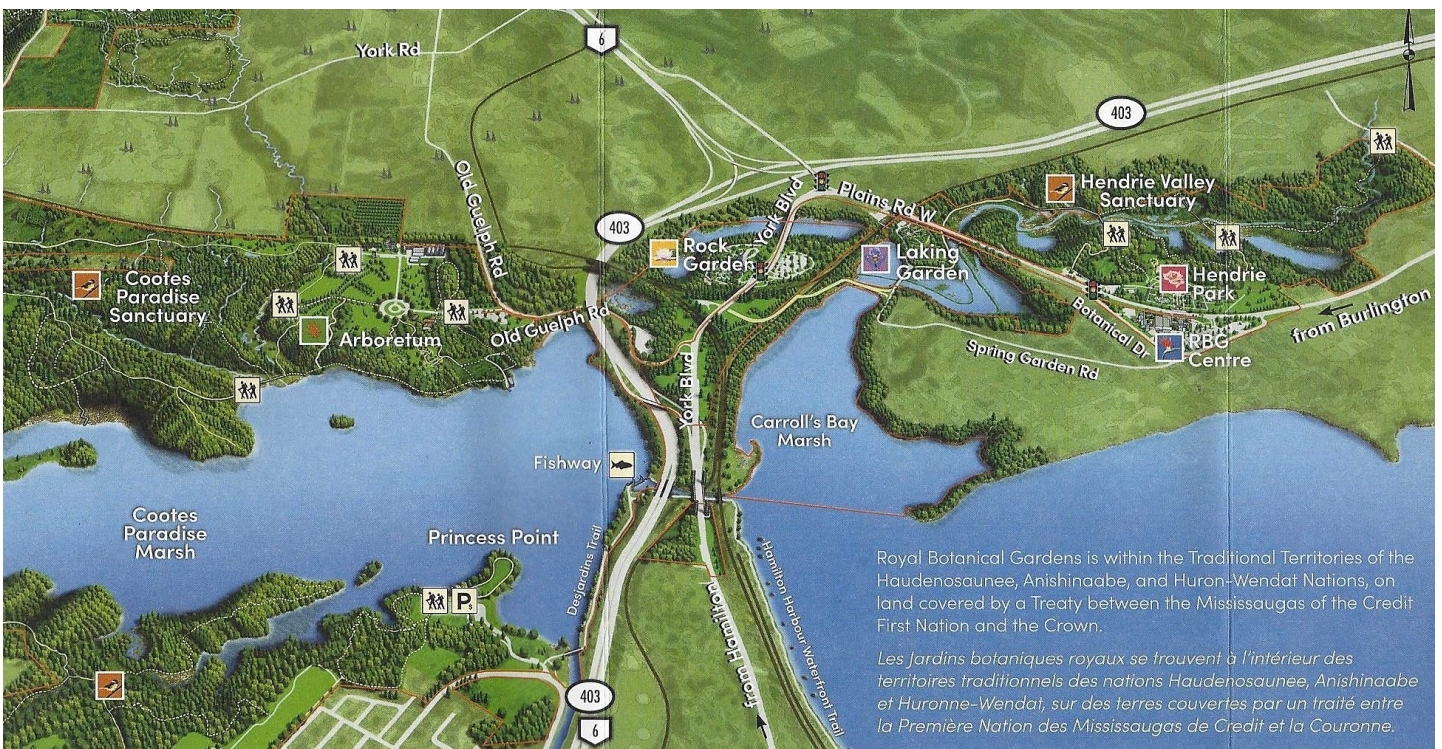 6
York Rd
403
Old Guelph Rd
York Blvd
Plains Rd W
Hendrie Valley
Sanctuary
403
Rock
Garden
Laking
Garden
Cootes
Paradise
Sanctuary
Hendrie
Park
Arboretum
Old Guelph Rd
Botanical Dr
from Burlington
RBG
Centre
Spring Garden Rd
York Blvd
Carroll's Bay
Marsh
Fishway
Cootes
Paradise
Marsh
Princess Point
Desjardins Trail
Hamilton Harbour Waterfront Trail
from Hamilton
P$
403
6
Royal Botanical Gardens is within the Traditional Territories of the
Haudenosaunee, Anishinaabe, and Huron-Wendat Nations, on
land covered by a Treaty between the Mississaugas of the Credit
First Nation and the Crown.
Les Jardins botaniques royaux se trouvent à l'intérieur des
territoires traditionnels des nations Haudenosaunee, Anishinaabe
et Huronne-Wendat, sur des terres couvertes par un traité entre
la Première Nation des Mississaugas de Credit et la Couronne.